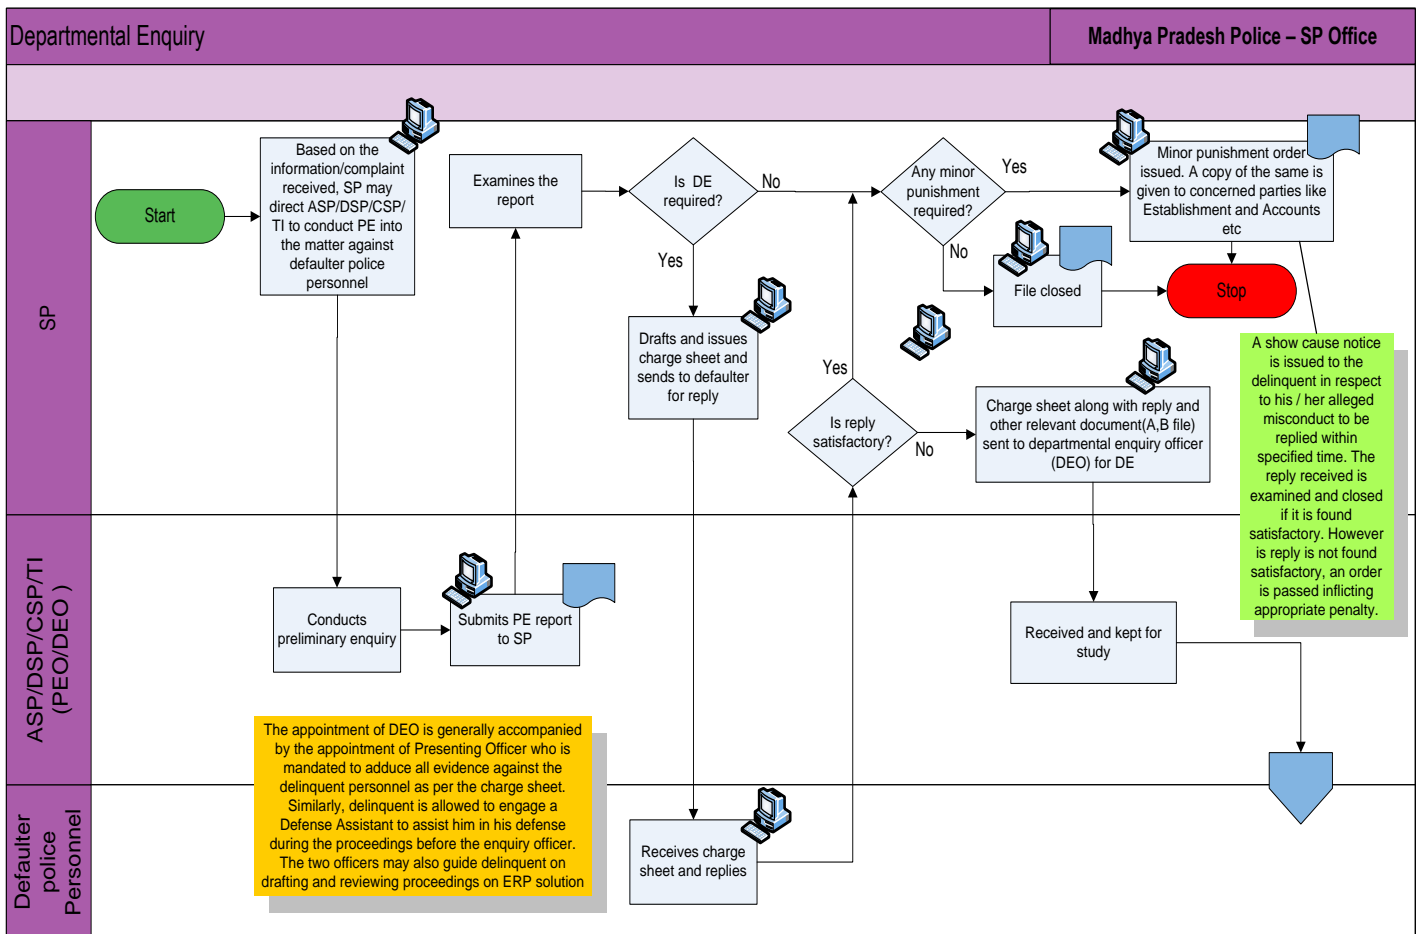 Departmental Enquiry
Madhya Pradesh Police – SP Office
SP
Start
Based on the
information/complaint
received, SP may
direct ASP/DSP/CSP/
TI to conduct PE into
the matter against
defaulter police
personnel
Examines the
report
Is DE
required?
No
Yes
Any minor
punishment
required?
Yes
No
Minor punishment order
issued. A copy of the same is
given to concerned parties like
Establishment and Accounts
etc
File closed
Stop
Drafts and issues
charge sheet and
sends to defaulter
for reply
Yes
Is reply
satisfactory?
No
Charge sheet along with reply and
other relevant document(A,B file)
sent to departmental enquiry officer
(DEO) for DE
A show cause notice
is issued to the
delinquent in respect
to his / her alleged
misconduct to be
replied within
specified time. The
reply received is
examined and closed
if it is found
satisfactory. However
is reply is not found
satisfactory, an order
is passed inflicting
appropriate penalty.
ASP/DSP/CSP/TI
(PEO/DEO )
Conducts
preliminary enquiry
Submits PE report
to SP
Received and kept for
study
The appointment of DEO is generally accompanied
by the appointment of Presenting Officer who is
mandated to adduce all evidence against the
delinquent personnel as per the charge sheet.
Similarly, delinquent is allowed to engage a
Defense Assistant to assist him in his defense
during the proceedings before the enquiry officer.
The two officers may also guide delinquent on
drafting and reviewing proceedings on ERP solution
Defaulter
police
Personnel
Receives charge
sheet and replies